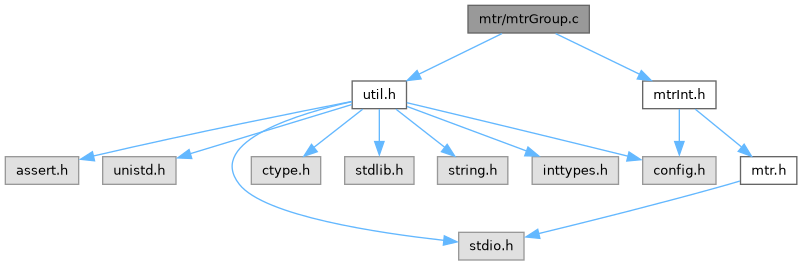 mtr/mtrGroup.c
util.h
mtrInt.h
assert.h
unistd.h
ctype.h
stdlib.h
string.h
inttypes.h
config.h
mtr.h
stdio.h